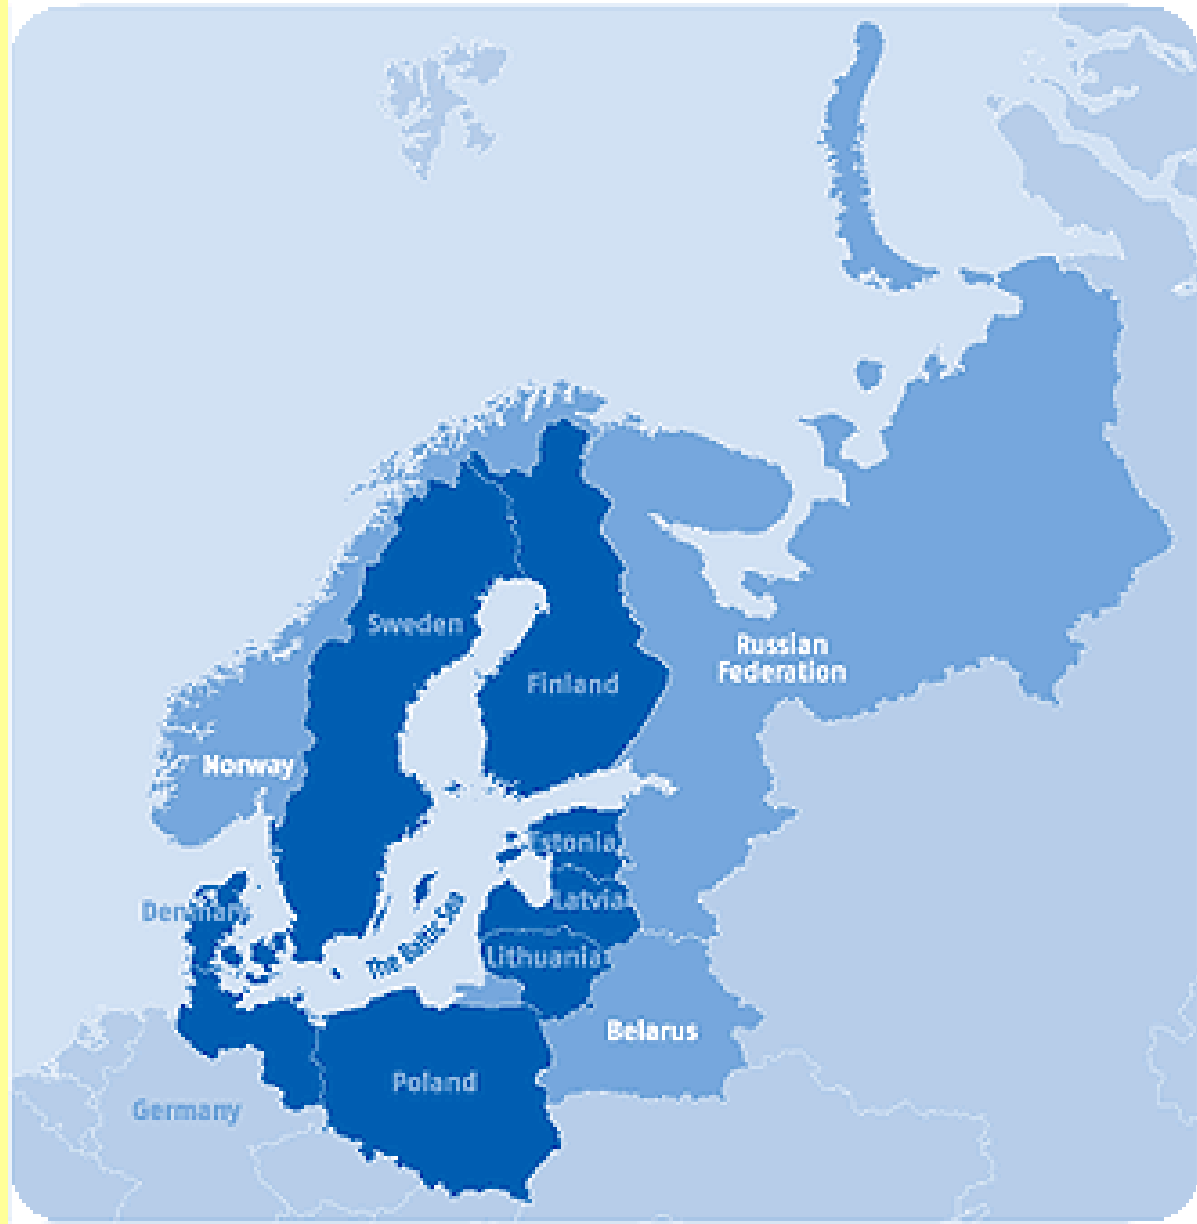 Sweden
Finland
Russian
Federation
Norway
Estonia
Denmark
Latvia
The Baltic Sea
Lithuania
Belarus
Poland
Germany